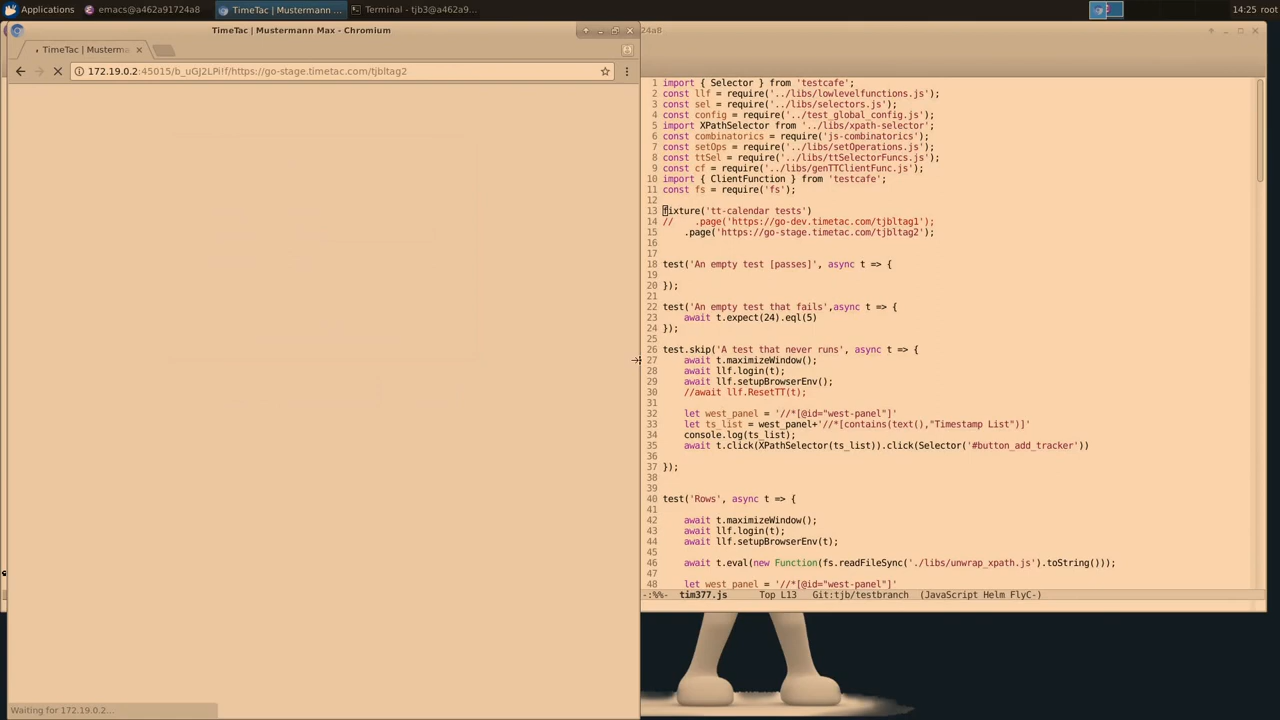 Applications emacs@a462a91724a8 TimeTac | Mustermann ... Terminal - tjb3@a462a9... 14:25 root
TimeTac | Mustermann Max - Chromium
24a8
TimeTac | Musterma
172.19.0.2:45015/b_uGJ2LPi!f/https://go-stage.timetac.com/tjbltag2
1 import { Selector } from 'testcafe';
2 const llf = require('../libs/lowlevelfunctions.js');
3 const sel = require('../libs/selectors.js');
4 const config = require('../test_global_config.js');
5 import XPathSelector from '../libs/xpath-selector';
6 const combinatorics = require('js-combinatorics');
7 const setOps = require('../libs/setOperations.js');
8 const ttSel = require('../libs/ttSelectorFuncs.js');
9 const cf = require('../libs/genTTClientFunc.js');
10 import { ClientFunction } from 'testcafe';
11 const fs = require('fs');
12
13 fixture('tt-calendar tests')
14 //    .page('https://go-dev.timetac.com/tjbltag1');
15     .page('https://go-stage.timetac.com/tjbltag2');
16
17
18 test('An empty test [passes]', async t => {
19
20 });
21
22 test('An empty test that fails',async t => {
23     await t.expect(24).eql(5)
24 });
25
26 test.skip('A test that never runs', async t => {
27     await t.maximizeWindow();
28     await llf.login(t);
29     await llf.setupBrowserEnv();
30     //await llf.ResetTT(t);
31
32     let west_panel = '//*[@id="west-panel"]'
33     let ts_list = west_panel+'//*[contains(text(),"Timestamp List")]'
34     console.log(ts_list);
35     await t.click(XPathSelector(ts_list)).click(Selector('#button_add_tracker'))
36
37 });
38
39
40 test('Rows', async t => {
41
42     await t.maximizeWindow();
43     await llf.login(t);
44     await llf.setupBrowserEnv(t);
45
46     await t.eval(new Function(fs.readFileSync('./libs/unwrap_xpath.js').toString()));
47
48     let west_panel = '//*[@id="west-panel"]'
-:%%-  tim377.js      Top L13   Git:tjb/testbranch  (JavaScript Helm FlyC-)
Waiting for 172.19.0.2...